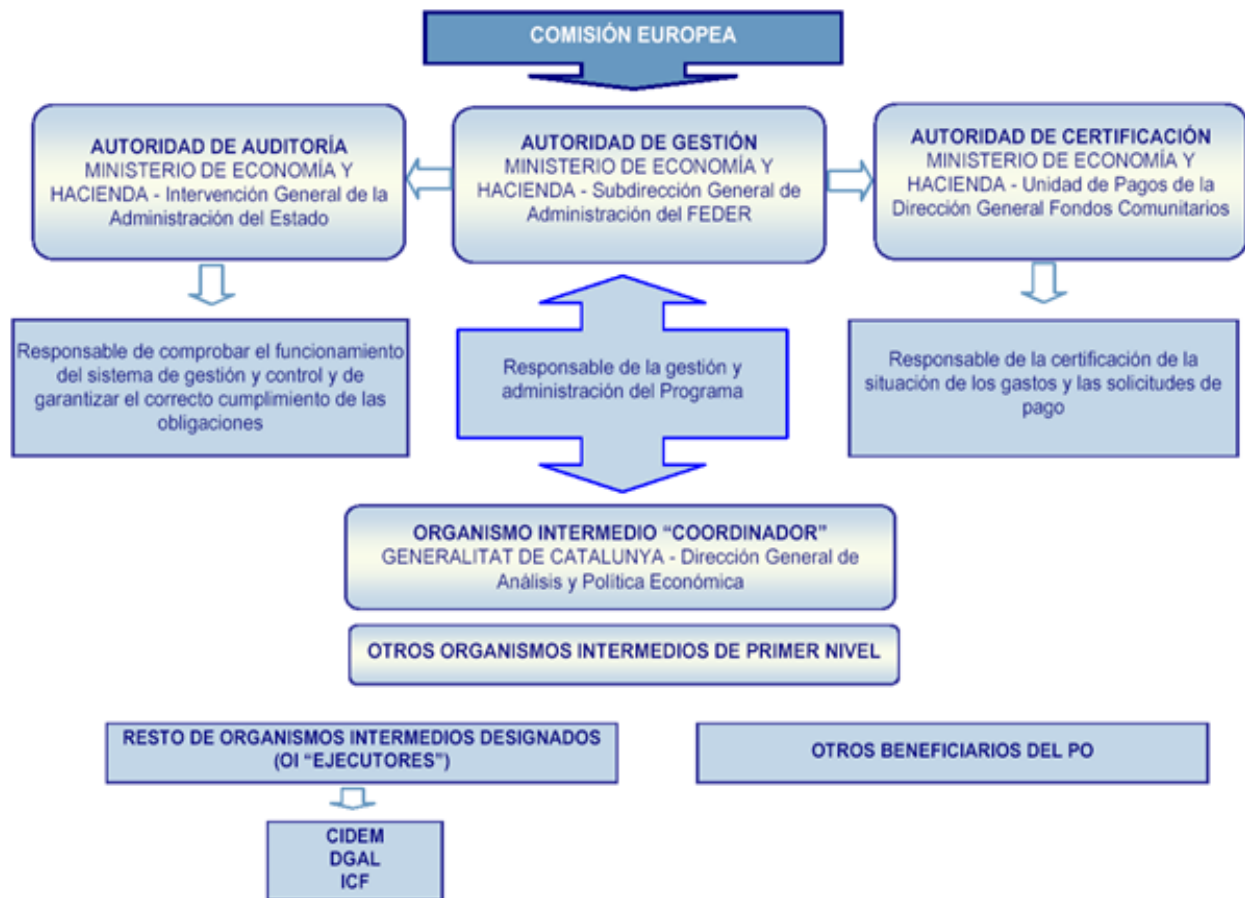 COMISIÓN EUROPEA
AUTORIDAD DE AUDITORÍA
MINISTERIO DE ECONOMÍA Y
HACIENDA - Intervención General de la
Administración del Estado
AUTORIDAD DE GESTIÓN
MINISTERIO DE ECONOMÍA Y
HACIENDA - Subdirección General de
Administración del FEDER
AUTORIDAD DE CERTIFICACIÓN
MINISTERIO DE ECONOMÍA Y
HACIENDA - Unidad de Pagos de la
Dirección General Fondos Comunitarios
Responsable de comprobar el funcionamiento
del sistema de gestión y control y de
garantizar el correcto cumplimiento de las
obligaciones
Responsable de la gestión y
administración del Programa
Responsable de la certificación de la
situación de los gastos y las solicitudes de
pago
ORGANISMO INTERMEDIO “COORDINADOR”
GENERALITAT DE CATALUNYA - Dirección General de
Análisis y Política Económica
OTROS ORGANISMOS INTERMEDIOS DE PRIMER NIVEL
RESTO DE ORGANISMOS INTERMEDIOS DESIGNADOS
(OI “EJECUTORES”)
OTROS BENEFICIARIOS DEL PO
CIDEM
DGAL
ICF